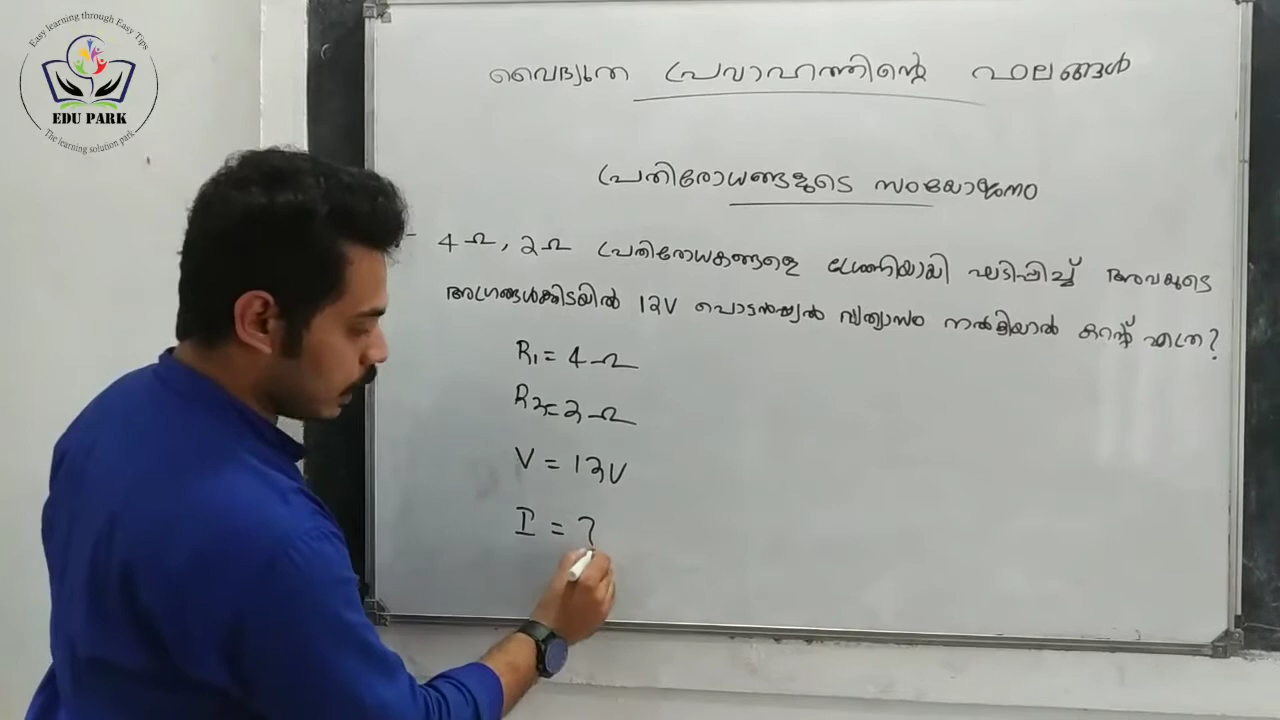 Easy learning through Easy Tips
EDU PARK
The learning solution park
വൈദ്യുത പ്രവാഹത്തിന്റെ ഫലങ്ങൾ
പ്രതിരോധങ്ങളുടെ സംയോജനം
- 4Ω, 2Ω പ്രതിരോധകങ്ങളെ ശ്രേണിയായി ഘടിപ്പിച്ച് അവയുടെ
അഗ്രങ്ങൾക്കിടയിൽ 12V പൊട്ടൻഷ്യൽ വ്യത്യാസം നൽകിയാൽ കറന്റ് എത്ര?
R₁ = 4Ω
R₂ = 2Ω
V = 12V
I = ?